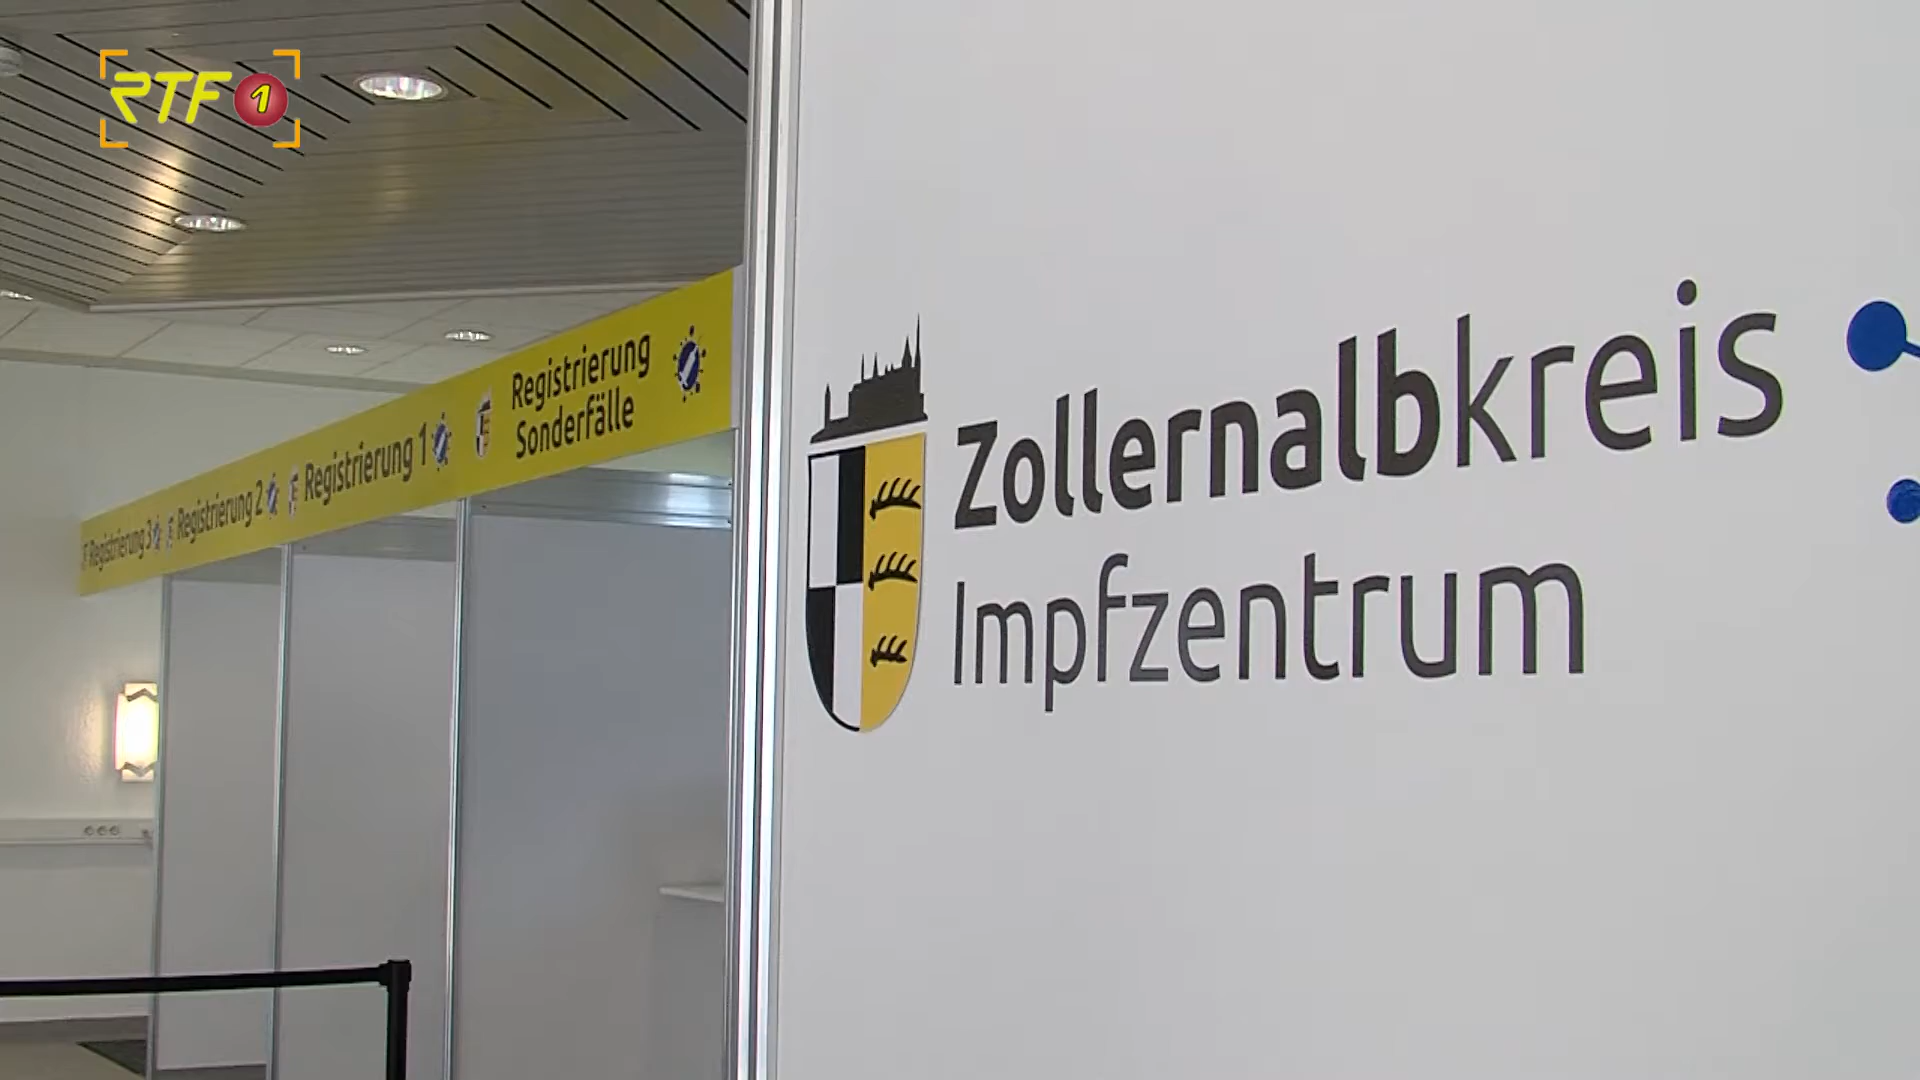 RTF 1
Registrierung 3
Registrierung 2
Registrierung 1
Registrierung
Sonderfälle
Zollernalbkreis
Impfzentrum